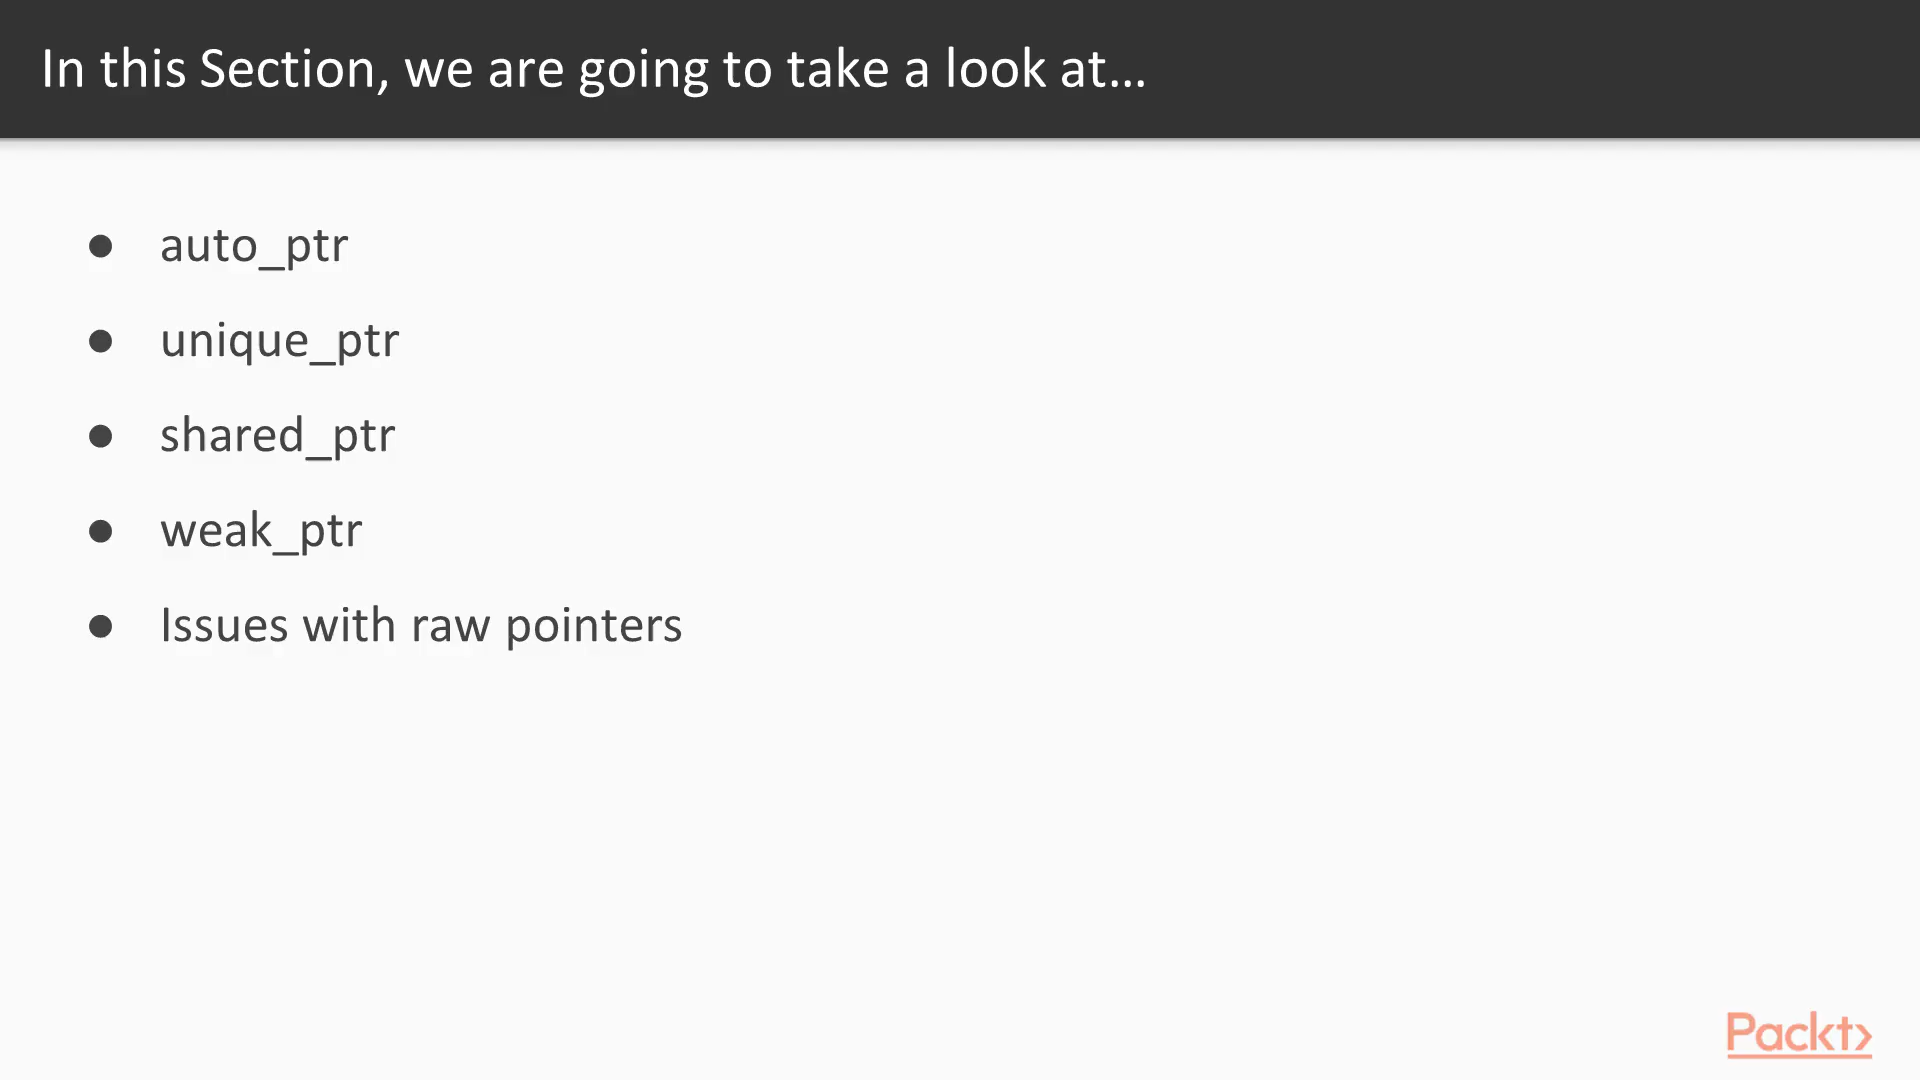 In this Section, we are going to take a look at...
● auto_ptr
● unique_ptr
● shared_ptr
● weak_ptr
● Issues with raw pointers
Packt>